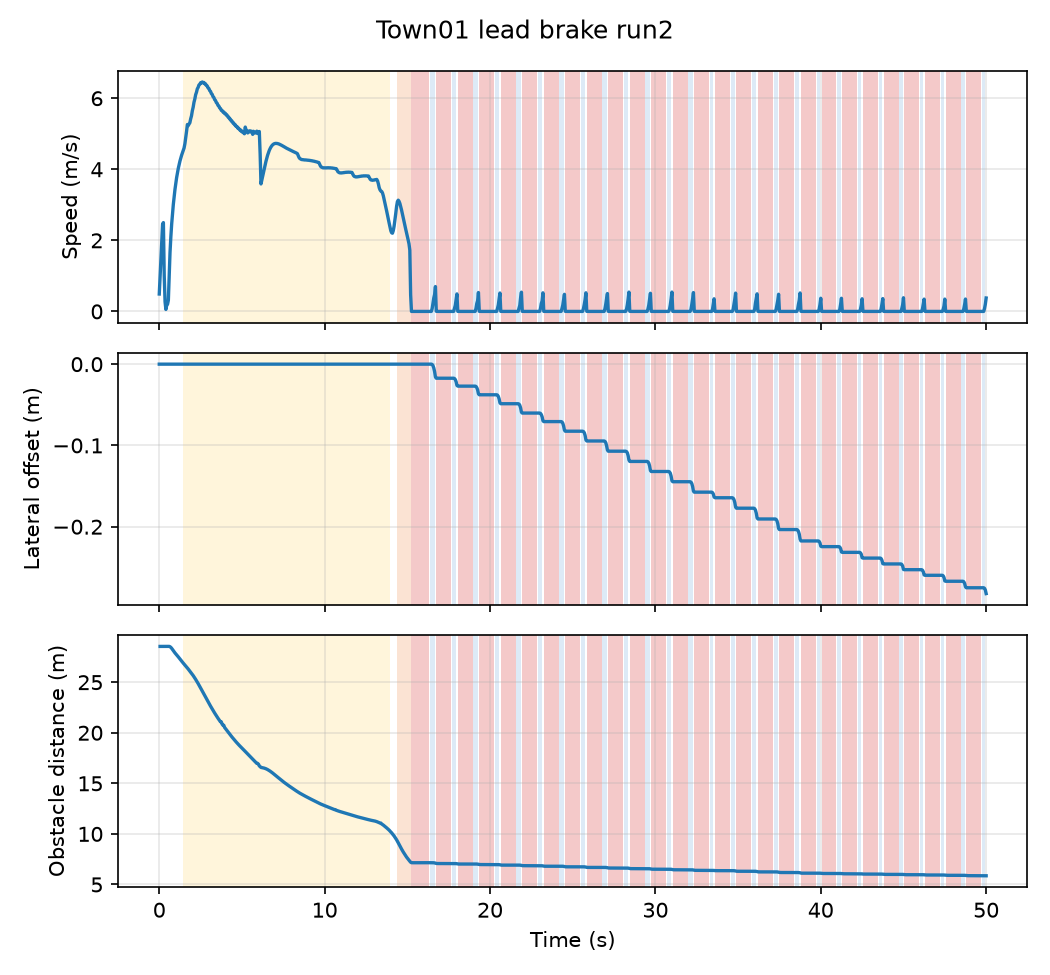 Town01 lead brake run2
Speed (m/s)
6
4
2
0
Lateral offset (m)
0.0
−0.1
−0.2
Obstacle distance (m)
25
20
15
10
5
0 10 20 30 40 50
Time (s)